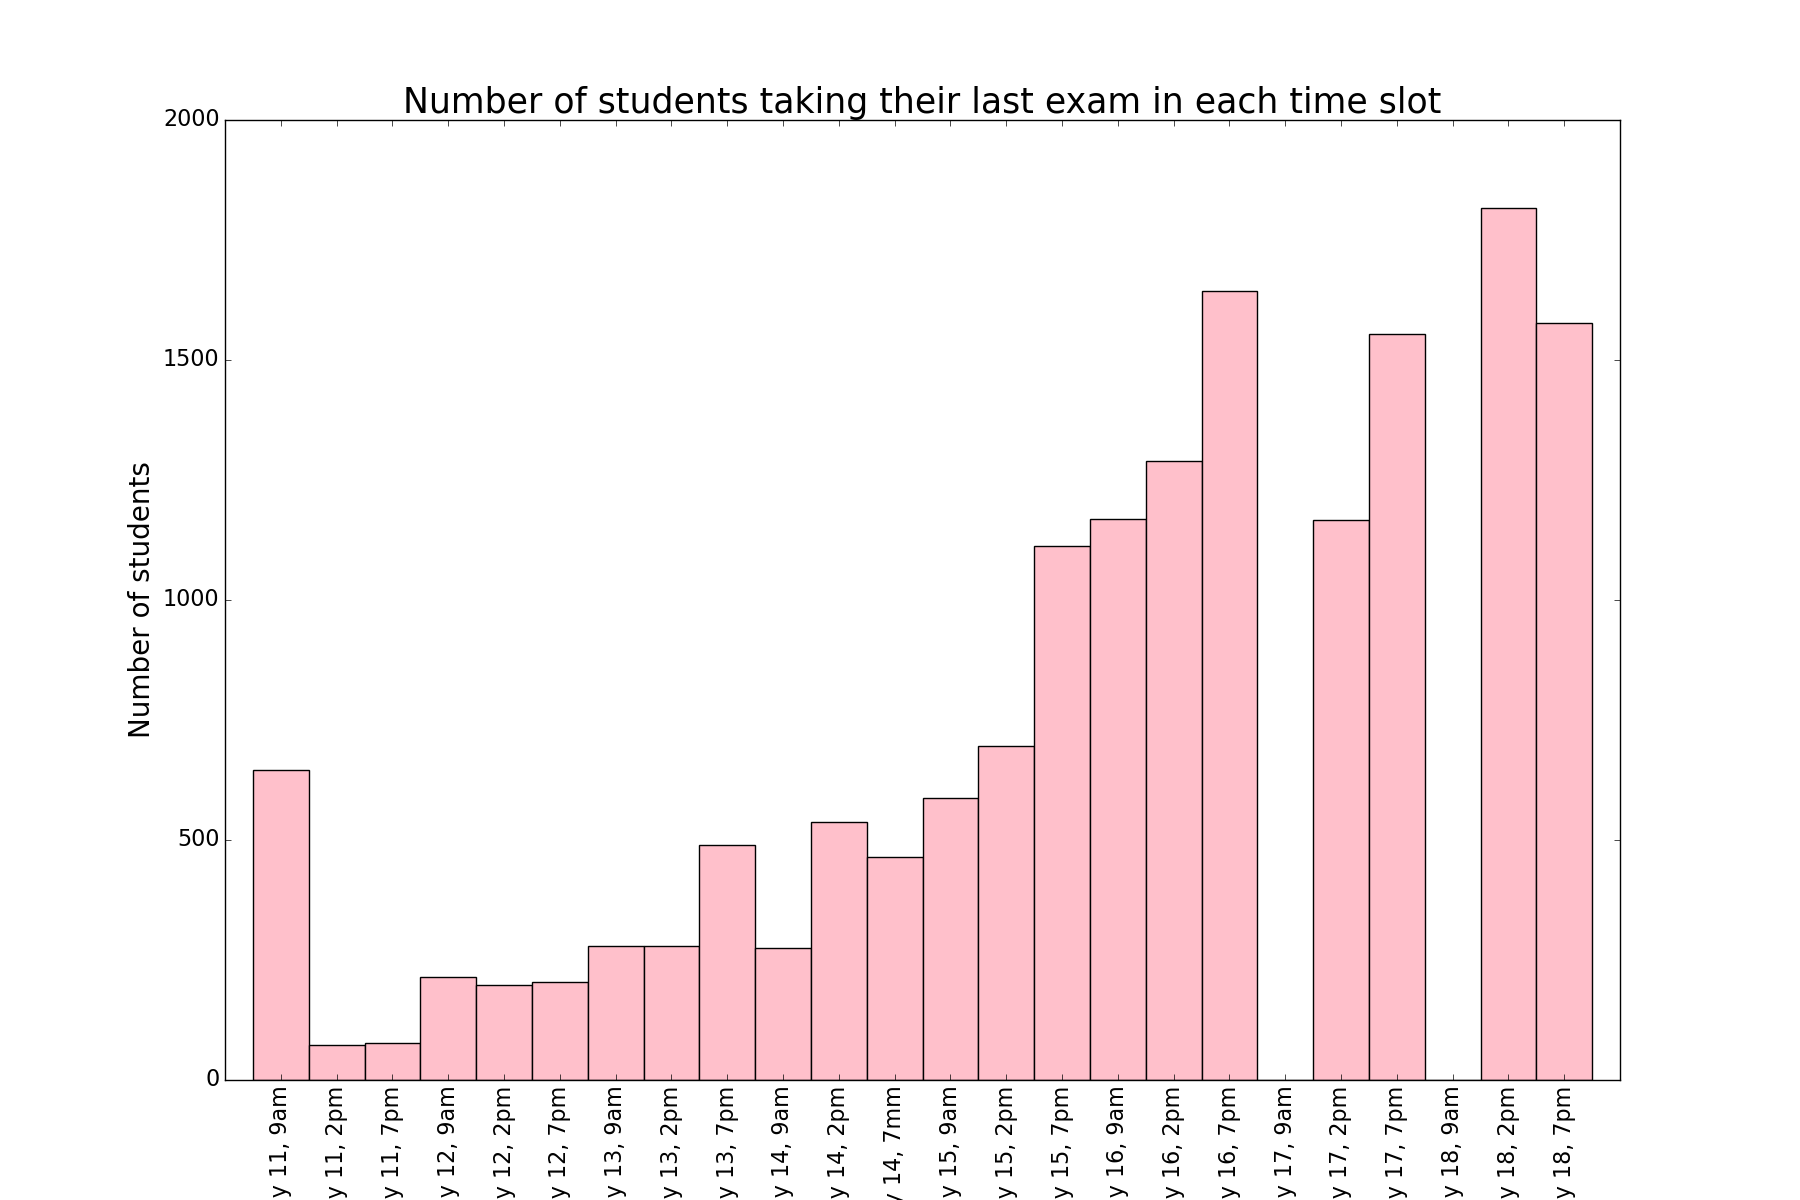 Number of students taking their last exam in each time slot
Number of students
2000
1500
1000
500
0
y 11, 9am
y 11, 2pm
y 11, 7pm
y 12, 9am
y 12, 2pm
y 12, 7pm
y 13, 9am
y 13, 2pm
y 13, 7pm
y 14, 9am
y 14, 2pm
y 14, 7mm
y 15, 9am
y 15, 2pm
y 15, 7pm
y 16, 9am
y 16, 2pm
y 16, 7pm
y 17, 9am
y 17, 2pm
y 17, 7pm
y 18, 9am
y 18, 2pm
y 18, 7pm